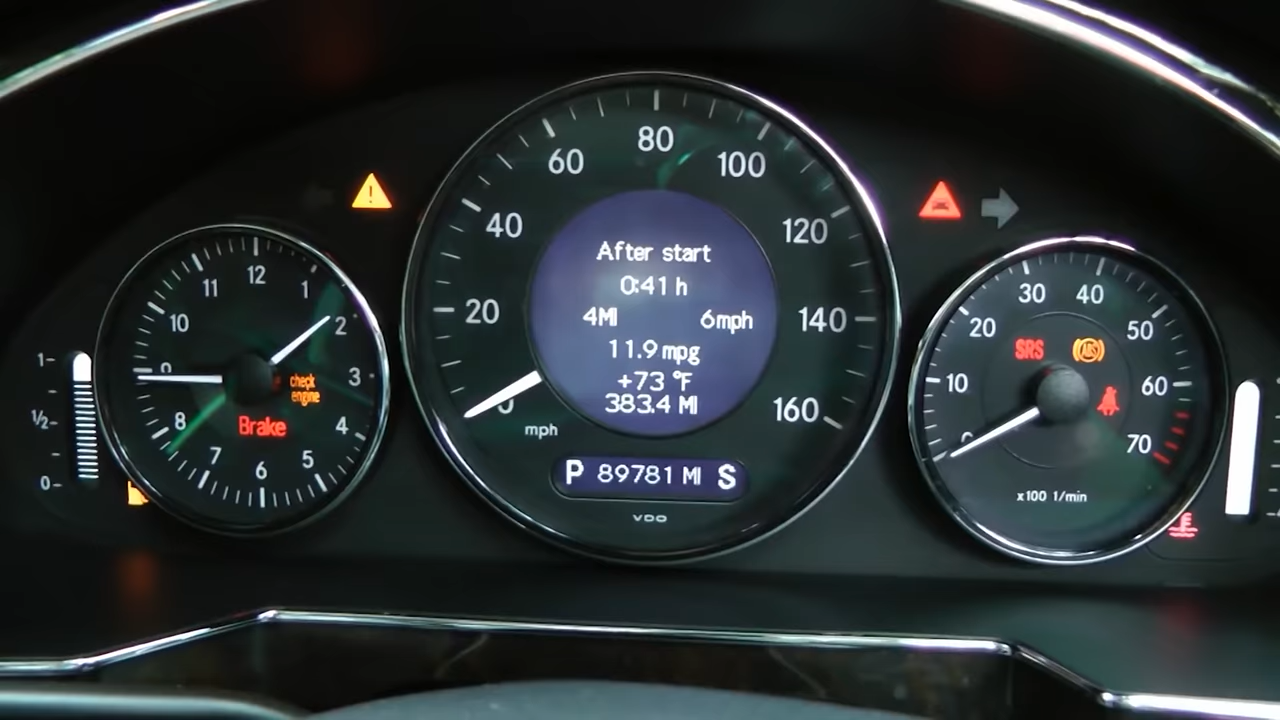 12
11
1
10
2
9
3
8
4
7
5
6
check
engine
Brake
1
1/2
0
80
60
100
40
120
20
140
0
160
mph
After start
0:41 h
4MI 6mph
11.9 mpg
+73 °F
383.4 MI
P 89781 MI S
VDO
30 40
20 50
10 60
0 70
SRS ABS
x100 1/min